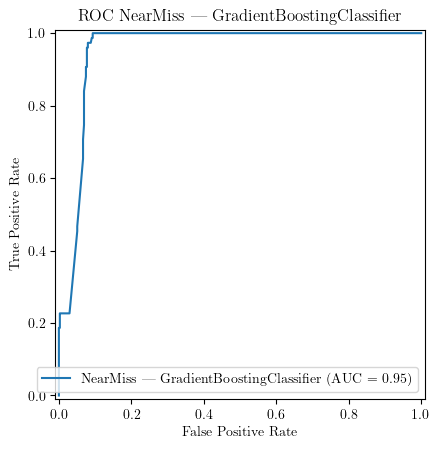 ROC NearMiss — GradientBoostingClassifier
1.0
0.8
0.6
0.4
0.2
0.0
True Positive Rate
NearMiss — GradientBoostingClassifier (AUC = 0.95)
0.0 0.2 0.4 0.6 0.8 1.0
False Positive Rate